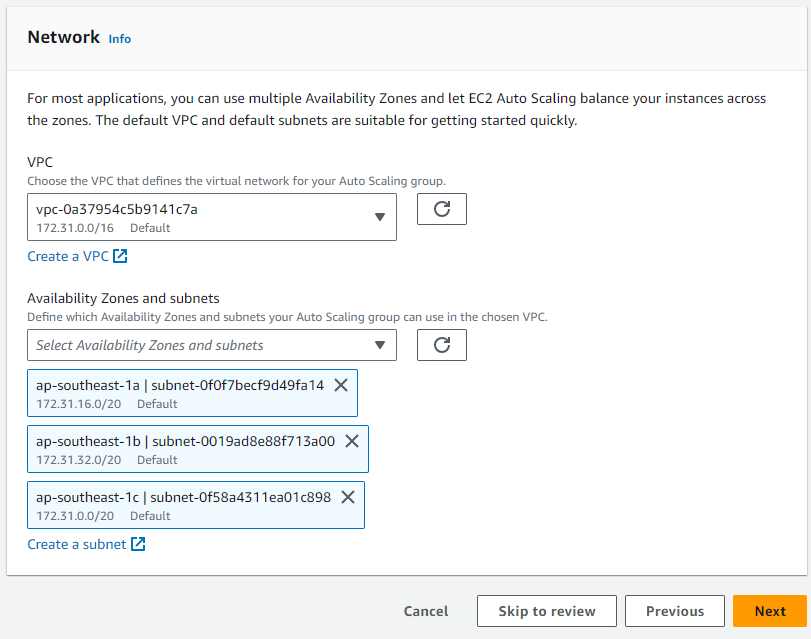 Network Info
For most applications, you can use multiple Availability Zones and let EC2 Auto Scaling balance your instances across
the zones. The default VPC and default subnets are suitable for getting started quickly.
VPC
Choose the VPC that defines the virtual network for your Auto Scaling group.
vpc-0a37954c5b9141c7a
172.31.0.0/16 Default
Create a VPC
Availability Zones and subnets
Define which Availability Zones and subnets your Auto Scaling group can use in the chosen VPC.
Select Availability Zones and subnets
ap-southeast-1a | subnet-0f0f7becf9d49fa14
172.31.16.0/20 Default
ap-southeast-1b | subnet-0019ad8e88f713a00
172.31.32.0/20 Default
ap-southeast-1c | subnet-0f58a4311ea01c898
172.31.0.0/20 Default
Create a subnet
Cancel Skip to review Previous Next